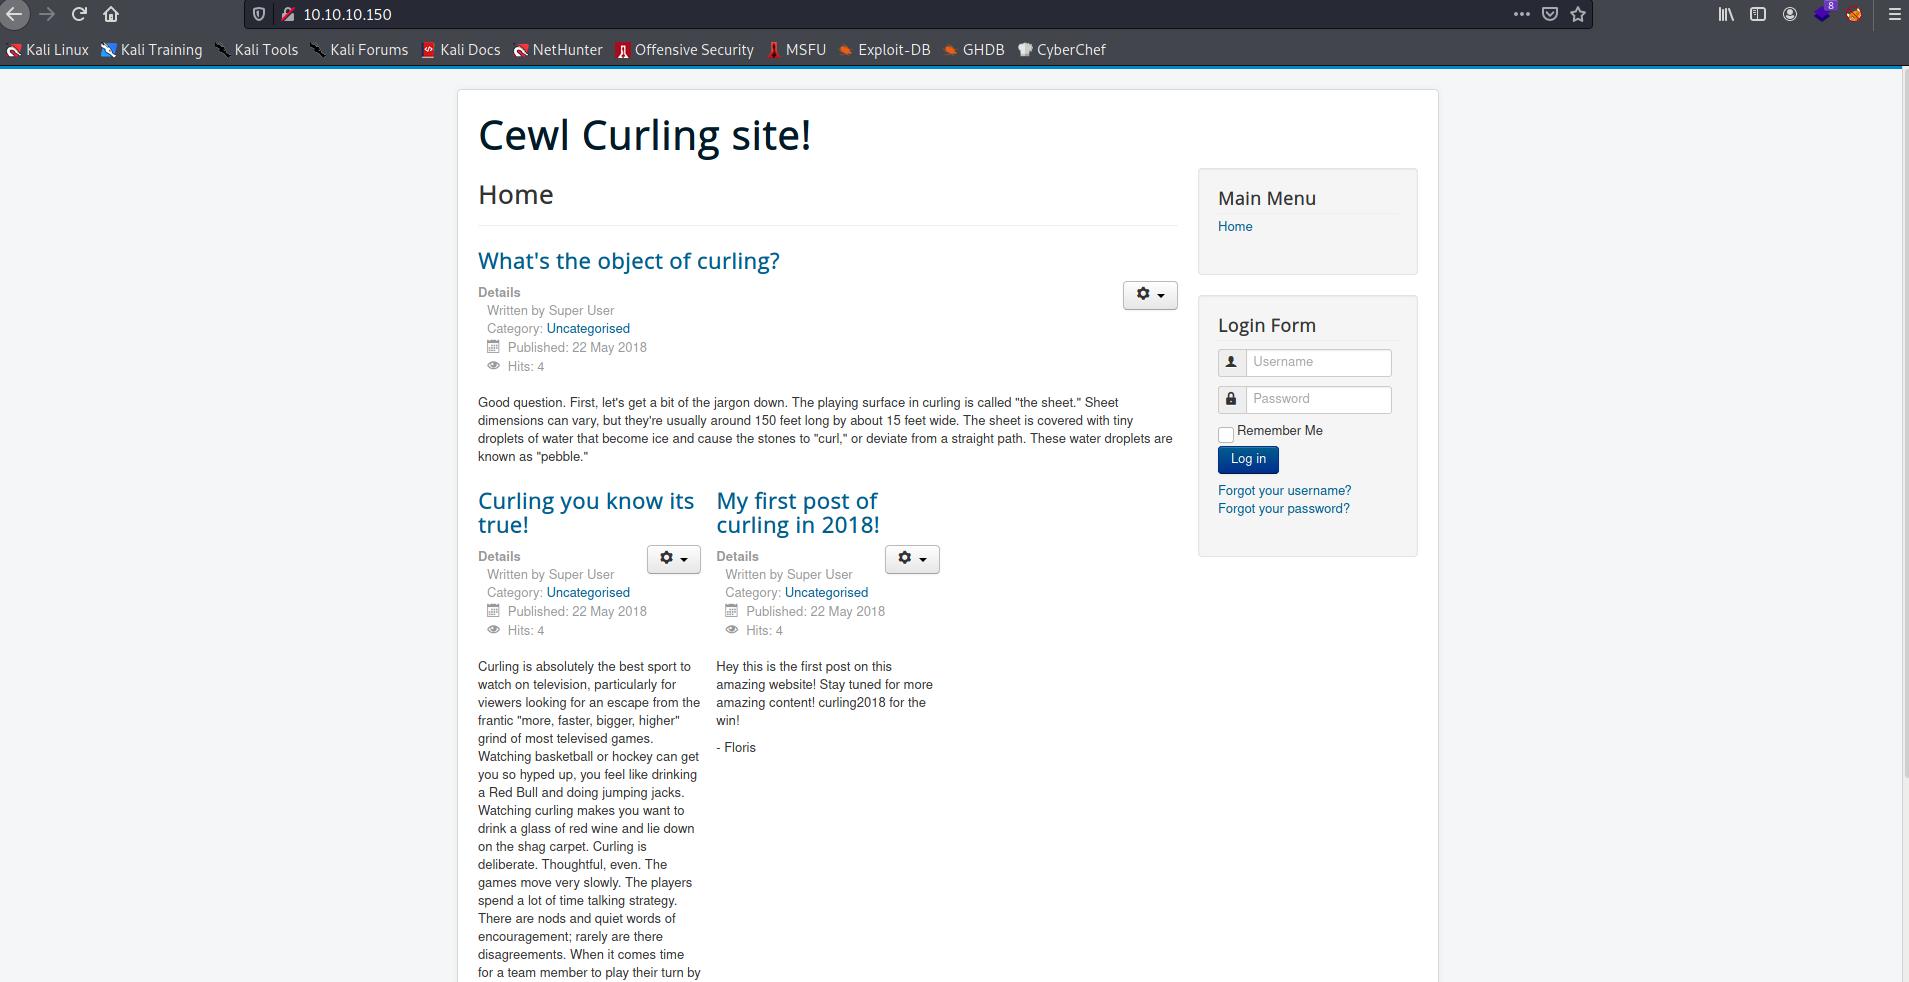 10.10.10.150
8
Kali Linux Kali Training Kali Tools Kali Forums Kali Docs NetHunter Offensive Security MSFU Exploit-DB GHDB CyberChef
Cewl Curling site!
Home
What's the object of curling?
Details
Written by Super User
Category: Uncategorised
Published: 22 May 2018
Hits: 4
Good question. First, let's get a bit of the jargon down. The playing surface in curling is called "the sheet." Sheet
dimensions can vary, but they're usually around 150 feet long by about 15 feet wide. The sheet is covered with tiny
droplets of water that become ice and cause the stones to "curl," or deviate from a straight path. These water droplets are
known as "pebble."
Curling you know its
true!
Details
Written by Super User
Category: Uncategorised
Published: 22 May 2018
Hits: 4
Curling is absolutely the best sport to
watch on television, particularly for
viewers looking for an escape from the
frantic "more, faster, bigger, higher"
grind of most televised games.
Watching basketball or hockey can get
you so hyped up, you feel like drinking
a Red Bull and doing jumping jacks.
Watching curling makes you want to
drink a glass of red wine and lie down
on the shag carpet. Curling is
deliberate. Thoughtful, even. The
games move very slowly. The players
spend a lot of time talking strategy.
There are nods and quiet words of
encouragement; rarely are there
disagreements. When it comes time
for a team member to play their turn by
My first post of
curling in 2018!
Details
Written by Super User
Category: Uncategorised
Published: 22 May 2018
Hits: 4
Hey this is the first post on this
amazing website! Stay tuned for more
amazing content! curling2018 for the
win!
- Floris
Main Menu
Home
Login Form
Username
Password
Remember Me
Log in
Forgot your username?
Forgot your password?